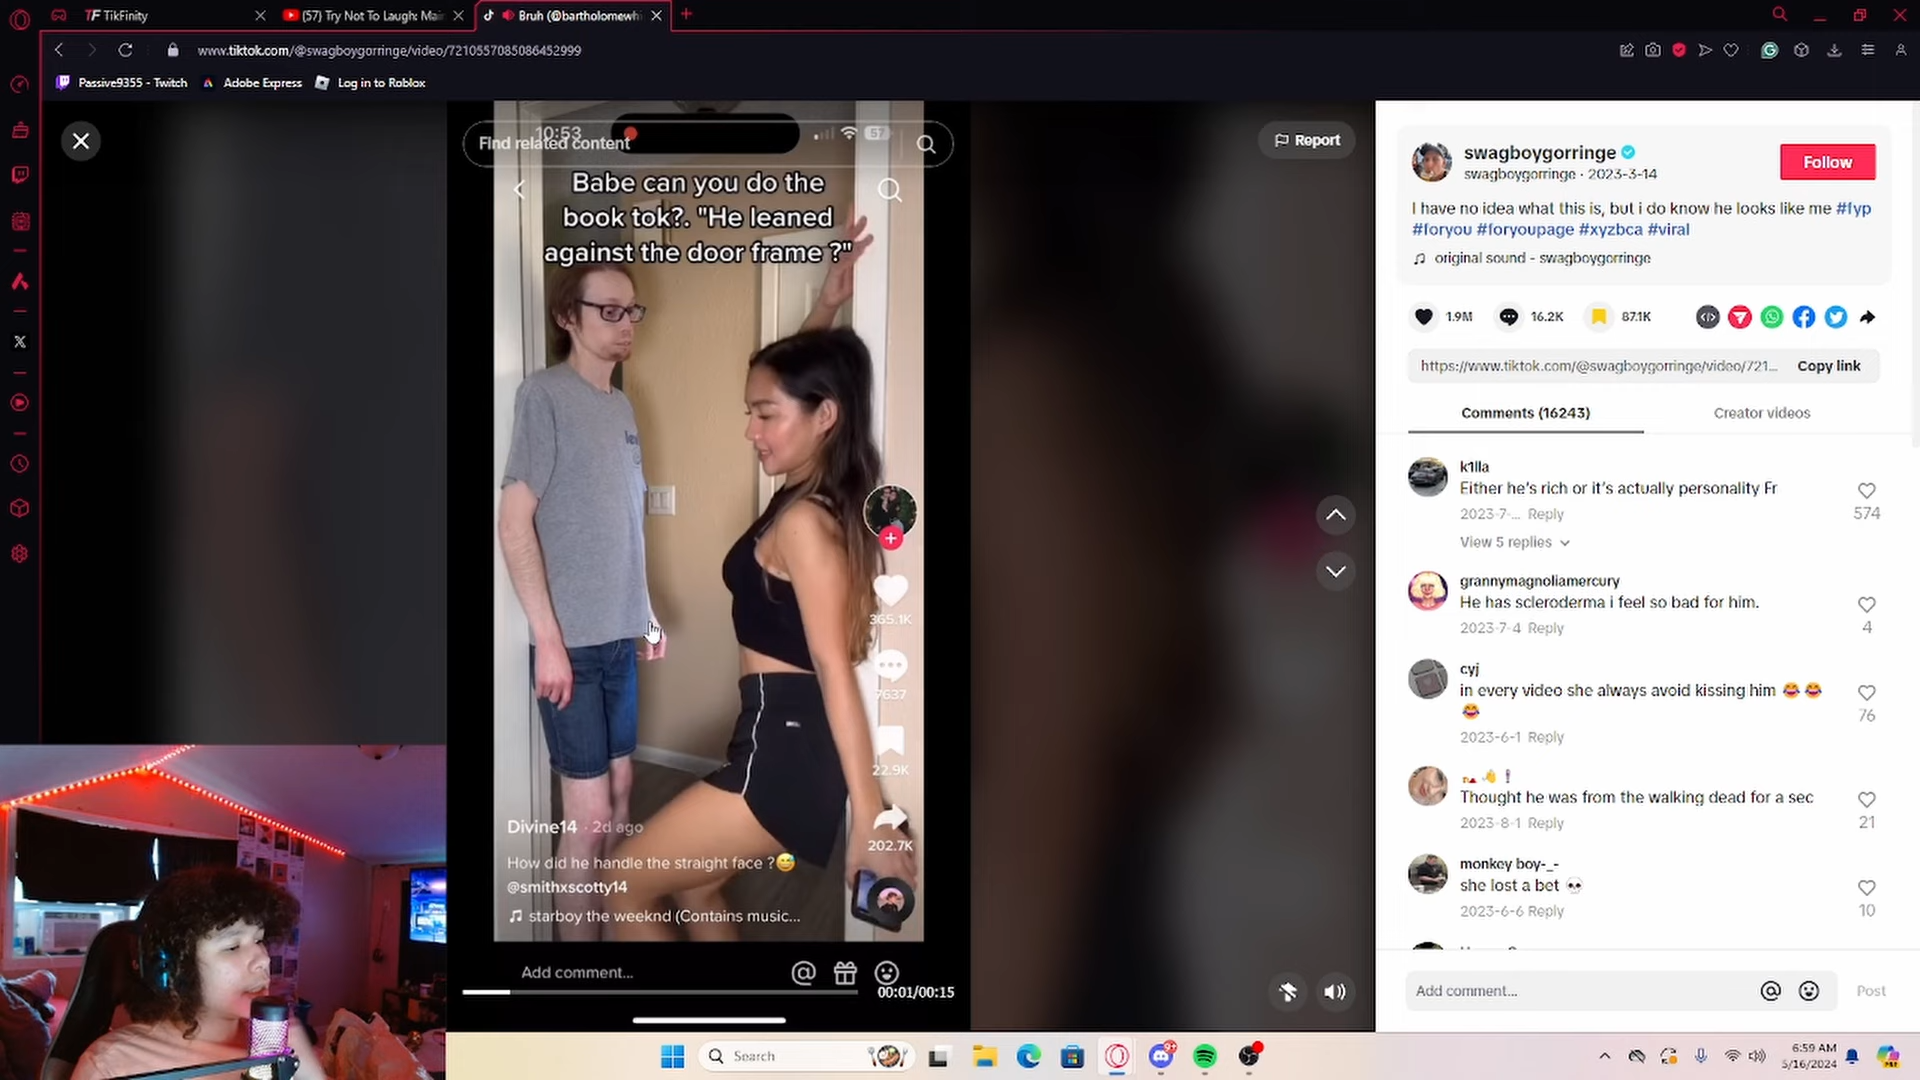 TikFinity
(57) Try Not To Laugh: Mai
Bruh (@bartholomewhi
www.tiktok.com/@swagboygorringe/video/7210557085086452999
Passive9355 - Twitch
Adobe Express
Log in to Roblox
10:53
57
Find related content
Report
Babe can you do the
book tok?. "He leaned
against the door frame ?"
365.1K
7637
22.9K
202.7K
Divine14 · 2d ago
How did he handle the straight face ?😅
@smithxscotty14
starboy the weeknd (Contains music...
Add comment...
00:01/00:15
swagboygorringe
swagboygorringe · 2023-3-14
Follow
I have no idea what this is, but i do know he looks like me #fyp
#foryou #foryoupage #xyzbca #viral
original sound - swagboygorringe
1.9M
16.2K
87.1K
https://www.tiktok.com/@swagboygorringe/video/721...
Copy link
Comments (16243)
Creator videos
k1lla
Either he's rich or it's actually personality Fr
2023-7-... Reply
574
View 5 replies
grannymagnoliamercury
He has scleroderma i feel so bad for him.
2023-7-4 Reply
4
cyj
in every video she always avoid kissing him 😂 😂
😂
2023-6-1 Reply
76
Thought he was from the walking dead for a sec
2023-8-1 Reply
21
monkey boy-_-
she lost a bet 💀
2023-6-6 Reply
10
Add comment...
Post
Search
9+
6:59 AM
5/16/2024